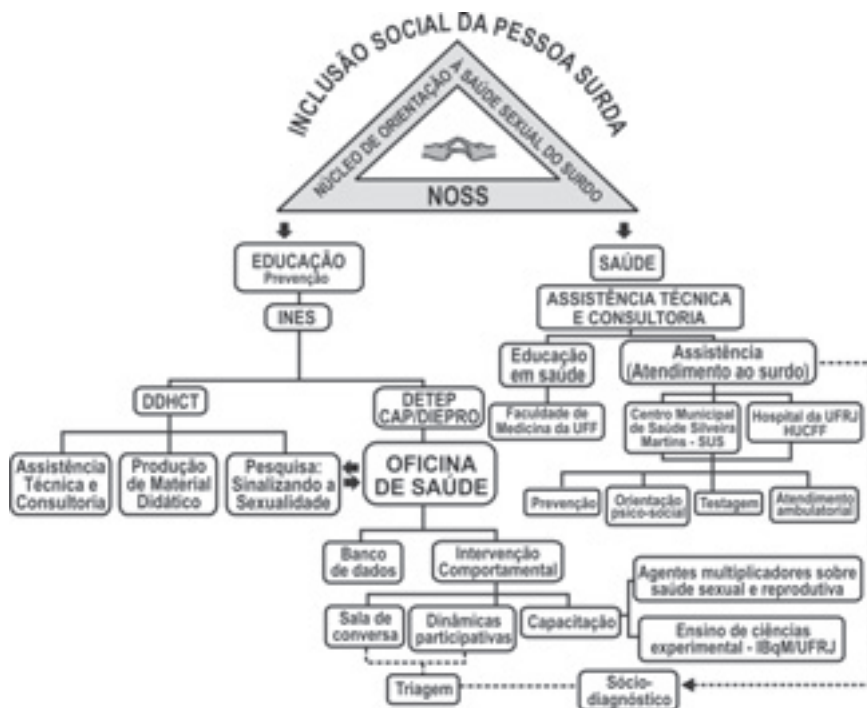 INCLUSÃO SOCIAL DA PESSOA SURDA
NÚCLEO DE ORIENTAÇÃO À SAÚDE SEXUAL DO SURDO
NOSS
EDUCAÇÃO
Prevenção
INES
DDHCT
DETEP
CAP/DIEPRO
Assistência
Técnica e
Consultoria
Produção
de Material
Didático
Pesquisa:
Sinalizando a
Sexualidade
OFICINA
DE SAÚDE
Banco
de dados
Intervenção
Comportamental
Sala de
conversa
Dinâmicas
participativas
Capacitação
Agentes multiplicadores sobre
saúde sexual e reprodutiva
Ensino de ciências
experimental - IBqM/UFRJ
Triagem
Sócio-
diagnóstico
SAÚDE
ASSISTÊNCIA TÉCNICA
E CONSULTORIA
Educação
em saúde
Assistência
(Atendimento ao surdo)
Faculdade de
Medicina da UFF
Centro Municipal
de Saúde Silveira
Martins - SUS
Hospital da UFRJ
HUCFF
Prevenção
Orientação
psico-social
Testagem
Atendimento
ambulatorial